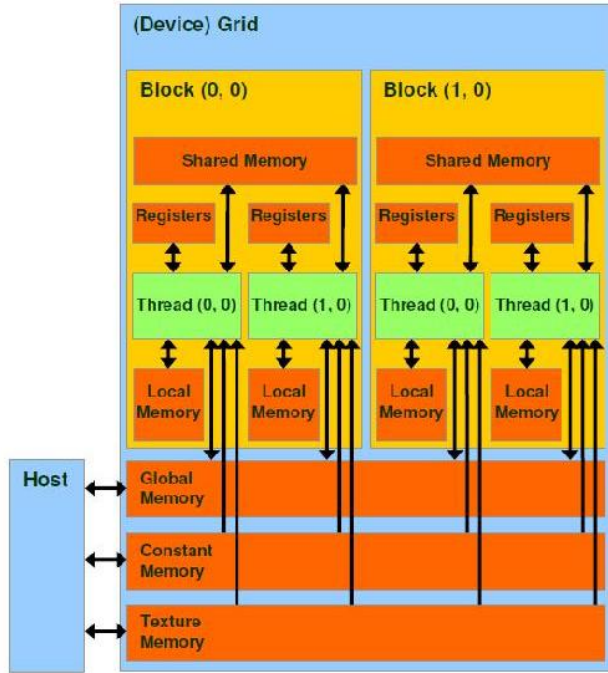 (Device) Grid
Block (0, 0)
Block (1, 0)
Shared Memory
Shared Memory
Registers
Registers
Registers
Registers
Thread (0, 0)
Thread (1, 0)
Thread (0, 0)
Thread (1, 0)
Local
Memory
Local
Memory
Local
Memory
Local
Memory
Host
Global
Memory
Constant
Memory
Texture
Memory